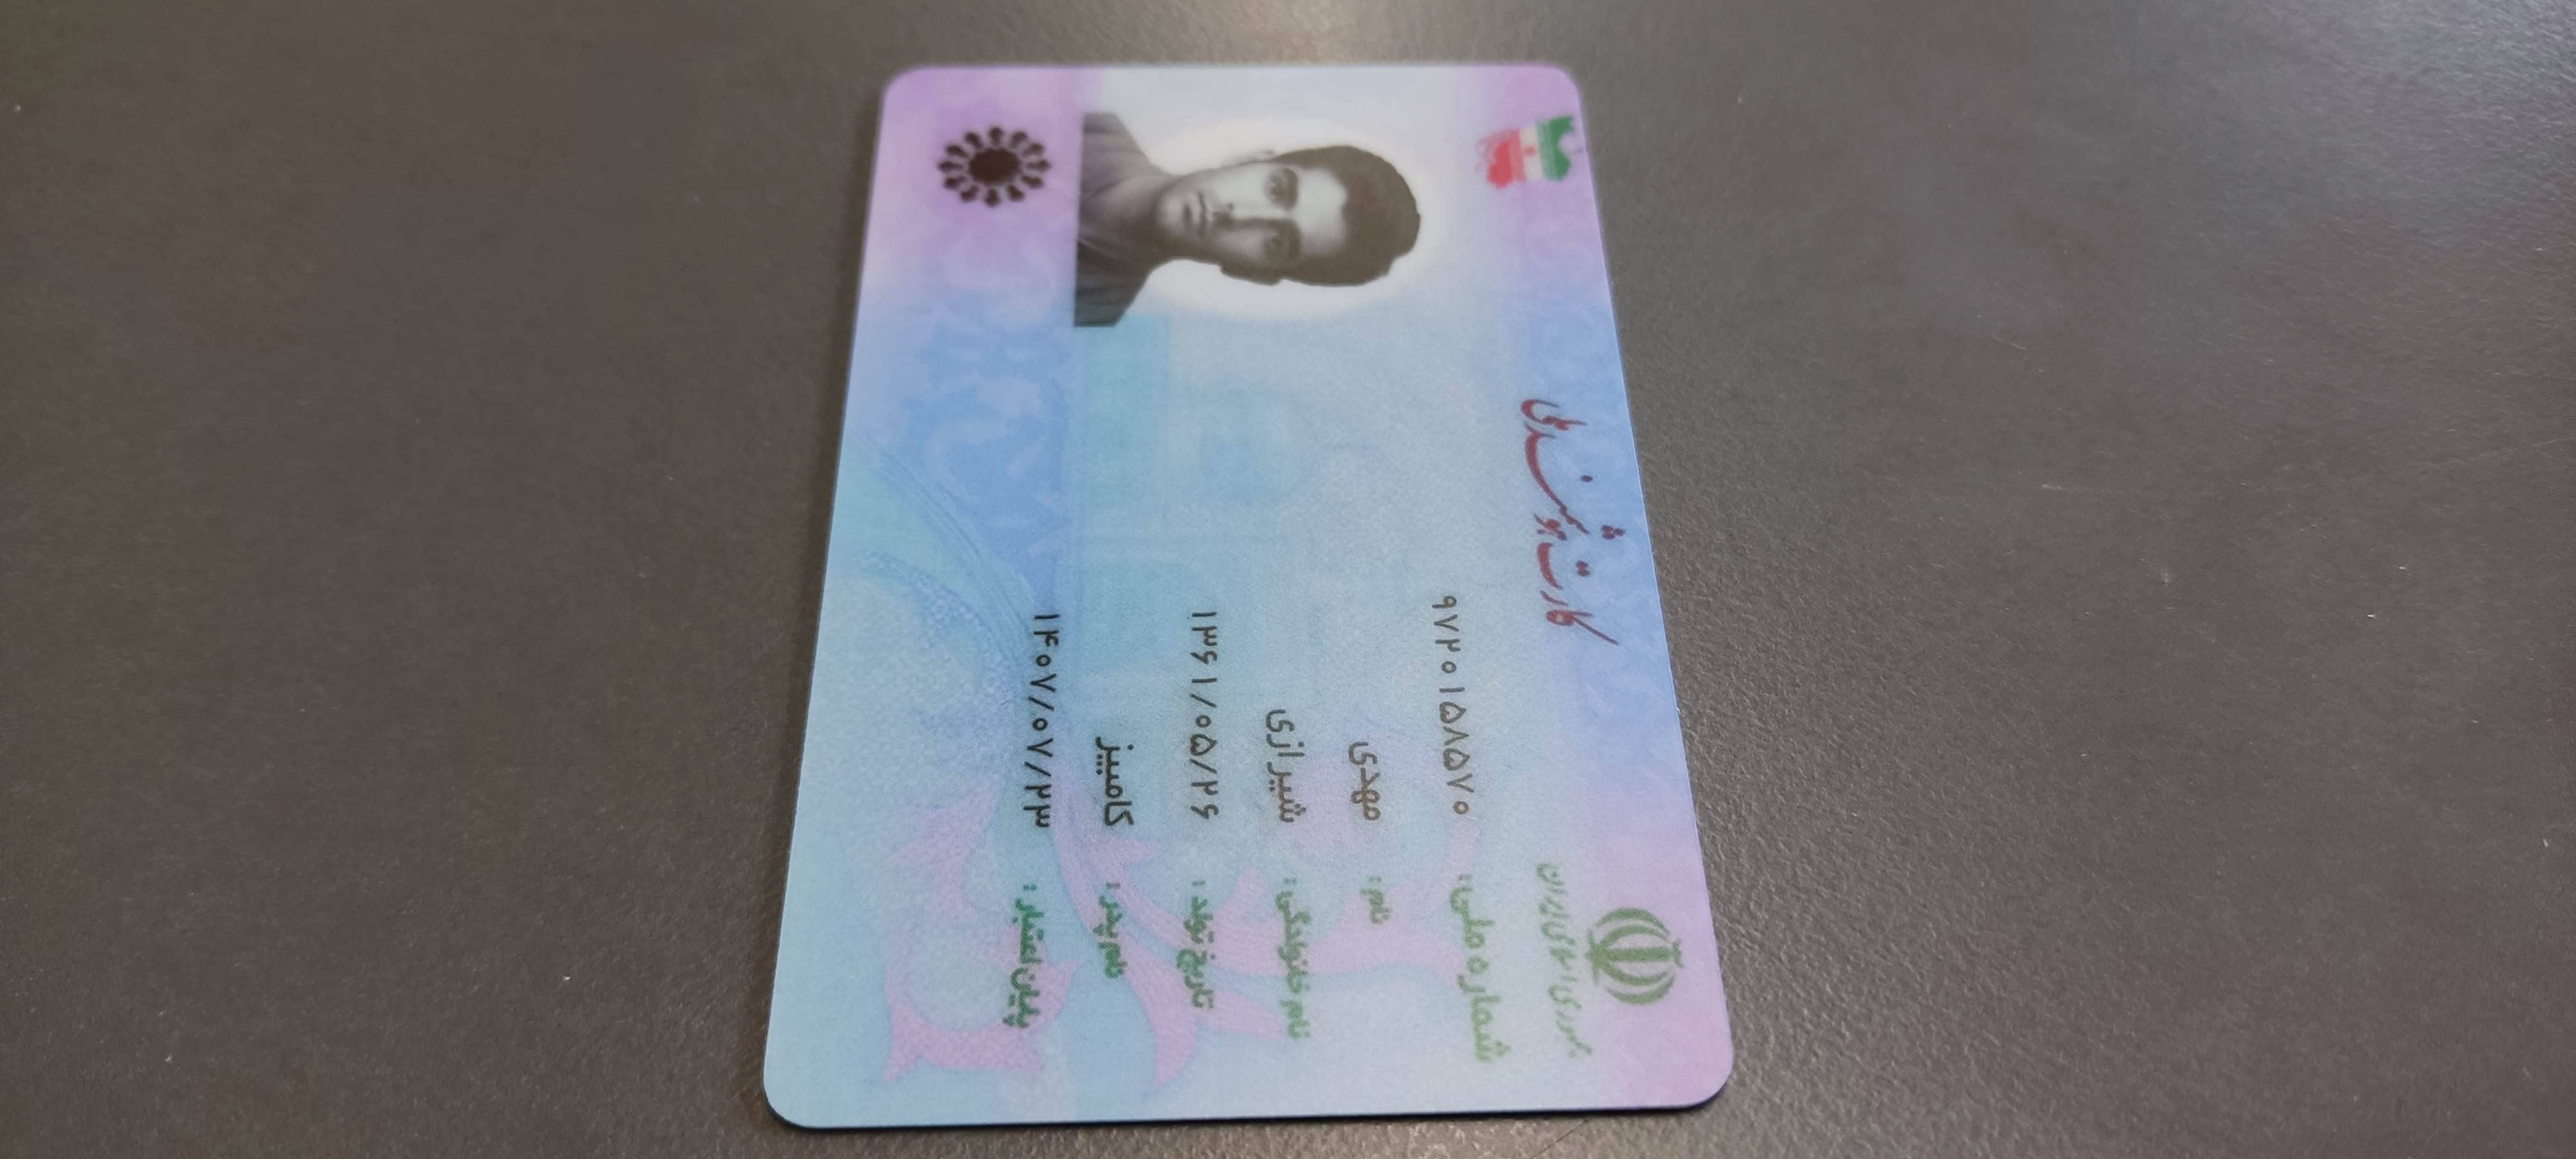 جمهوری اسلامی ایران
کارت هوشمند ملی
شماره ملی: ۹۷۲۰۱۵۸۵۷۰
نام: مهدی
نام خانوادگی: شیرازی
تاریخ تولد: ۱۳۶۱/۰۵/۲۶
نام پدر: کامبیز
پایان اعتبار: ۱۴۰۷/۰۷/۲۳